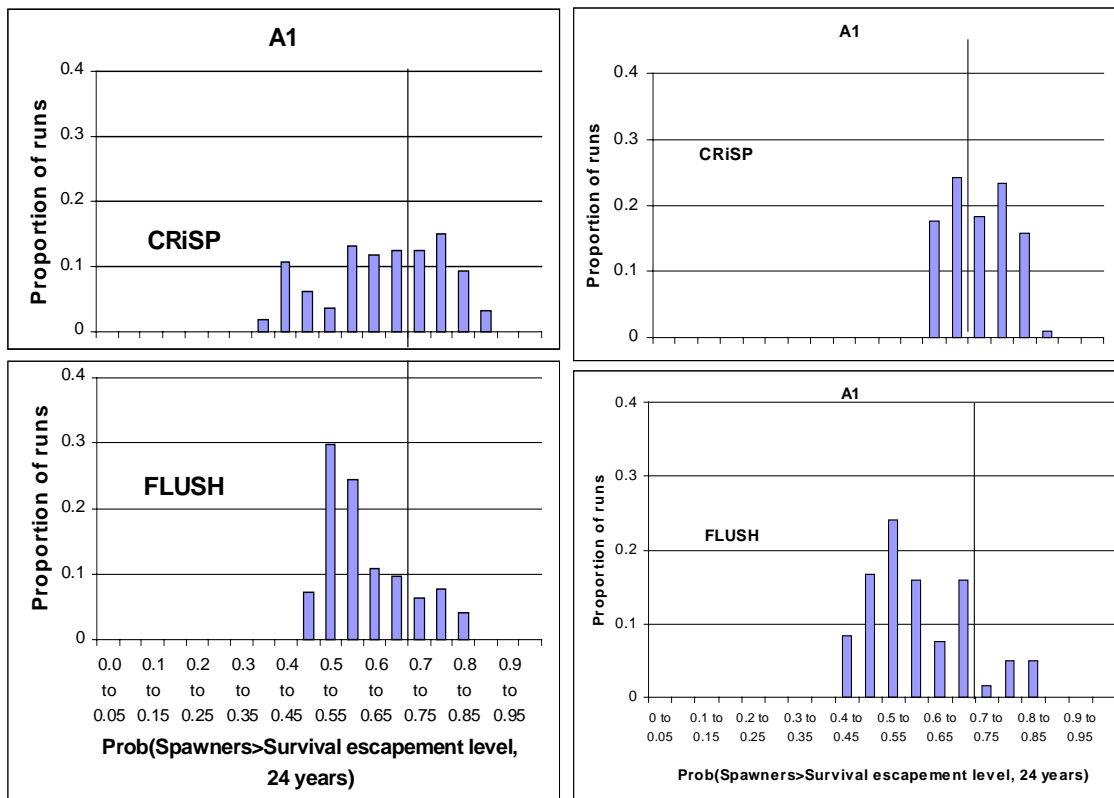 A1
0.4
0.3
0.2
0.1
0
Proportion of runs
CRiSP
0.4
0.3
0.2
0.1
0
Proportion of runs
FLUSH
0.0 0.1 0.2 0.3 0.4 0.5 0.6 0.7 0.8 0.9
to to to to to to to to to to
0.05 0.15 0.25 0.35 0.45 0.55 0.65 0.75 0.85 0.95
Prob(Spawners>Survival escapement level,
24 years)
A1
0.4
0.3
0.2
0.1
0
Proportion of runs
CRiSP
A1
0.4
0.3
0.2
0.1
0
Proportion of runs
FLUSH
0 to 0.1 to 0.2 to 0.3 to 0.4 to 0.5 to 0.6 to 0.7 to 0.8 to 0.9 to
0.05 0.15 0.25 0.35 0.45 0.55 0.65 0.75 0.85 0.95
Prob(Spawners>Survival escapement level, 24 years)